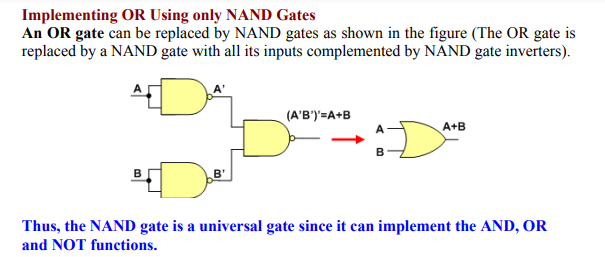 Implementing OR Using only NAND Gates
An OR gate can be replaced by NAND gates as shown in the figure (The OR gate is
replaced by a NAND gate with all its inputs complemented by NAND gate inverters).
A
A'
(A'B')'=A+B
A
A+B
B
B
B'
Thus, the NAND gate is a universal gate since it can implement the AND, OR
and NOT functions.